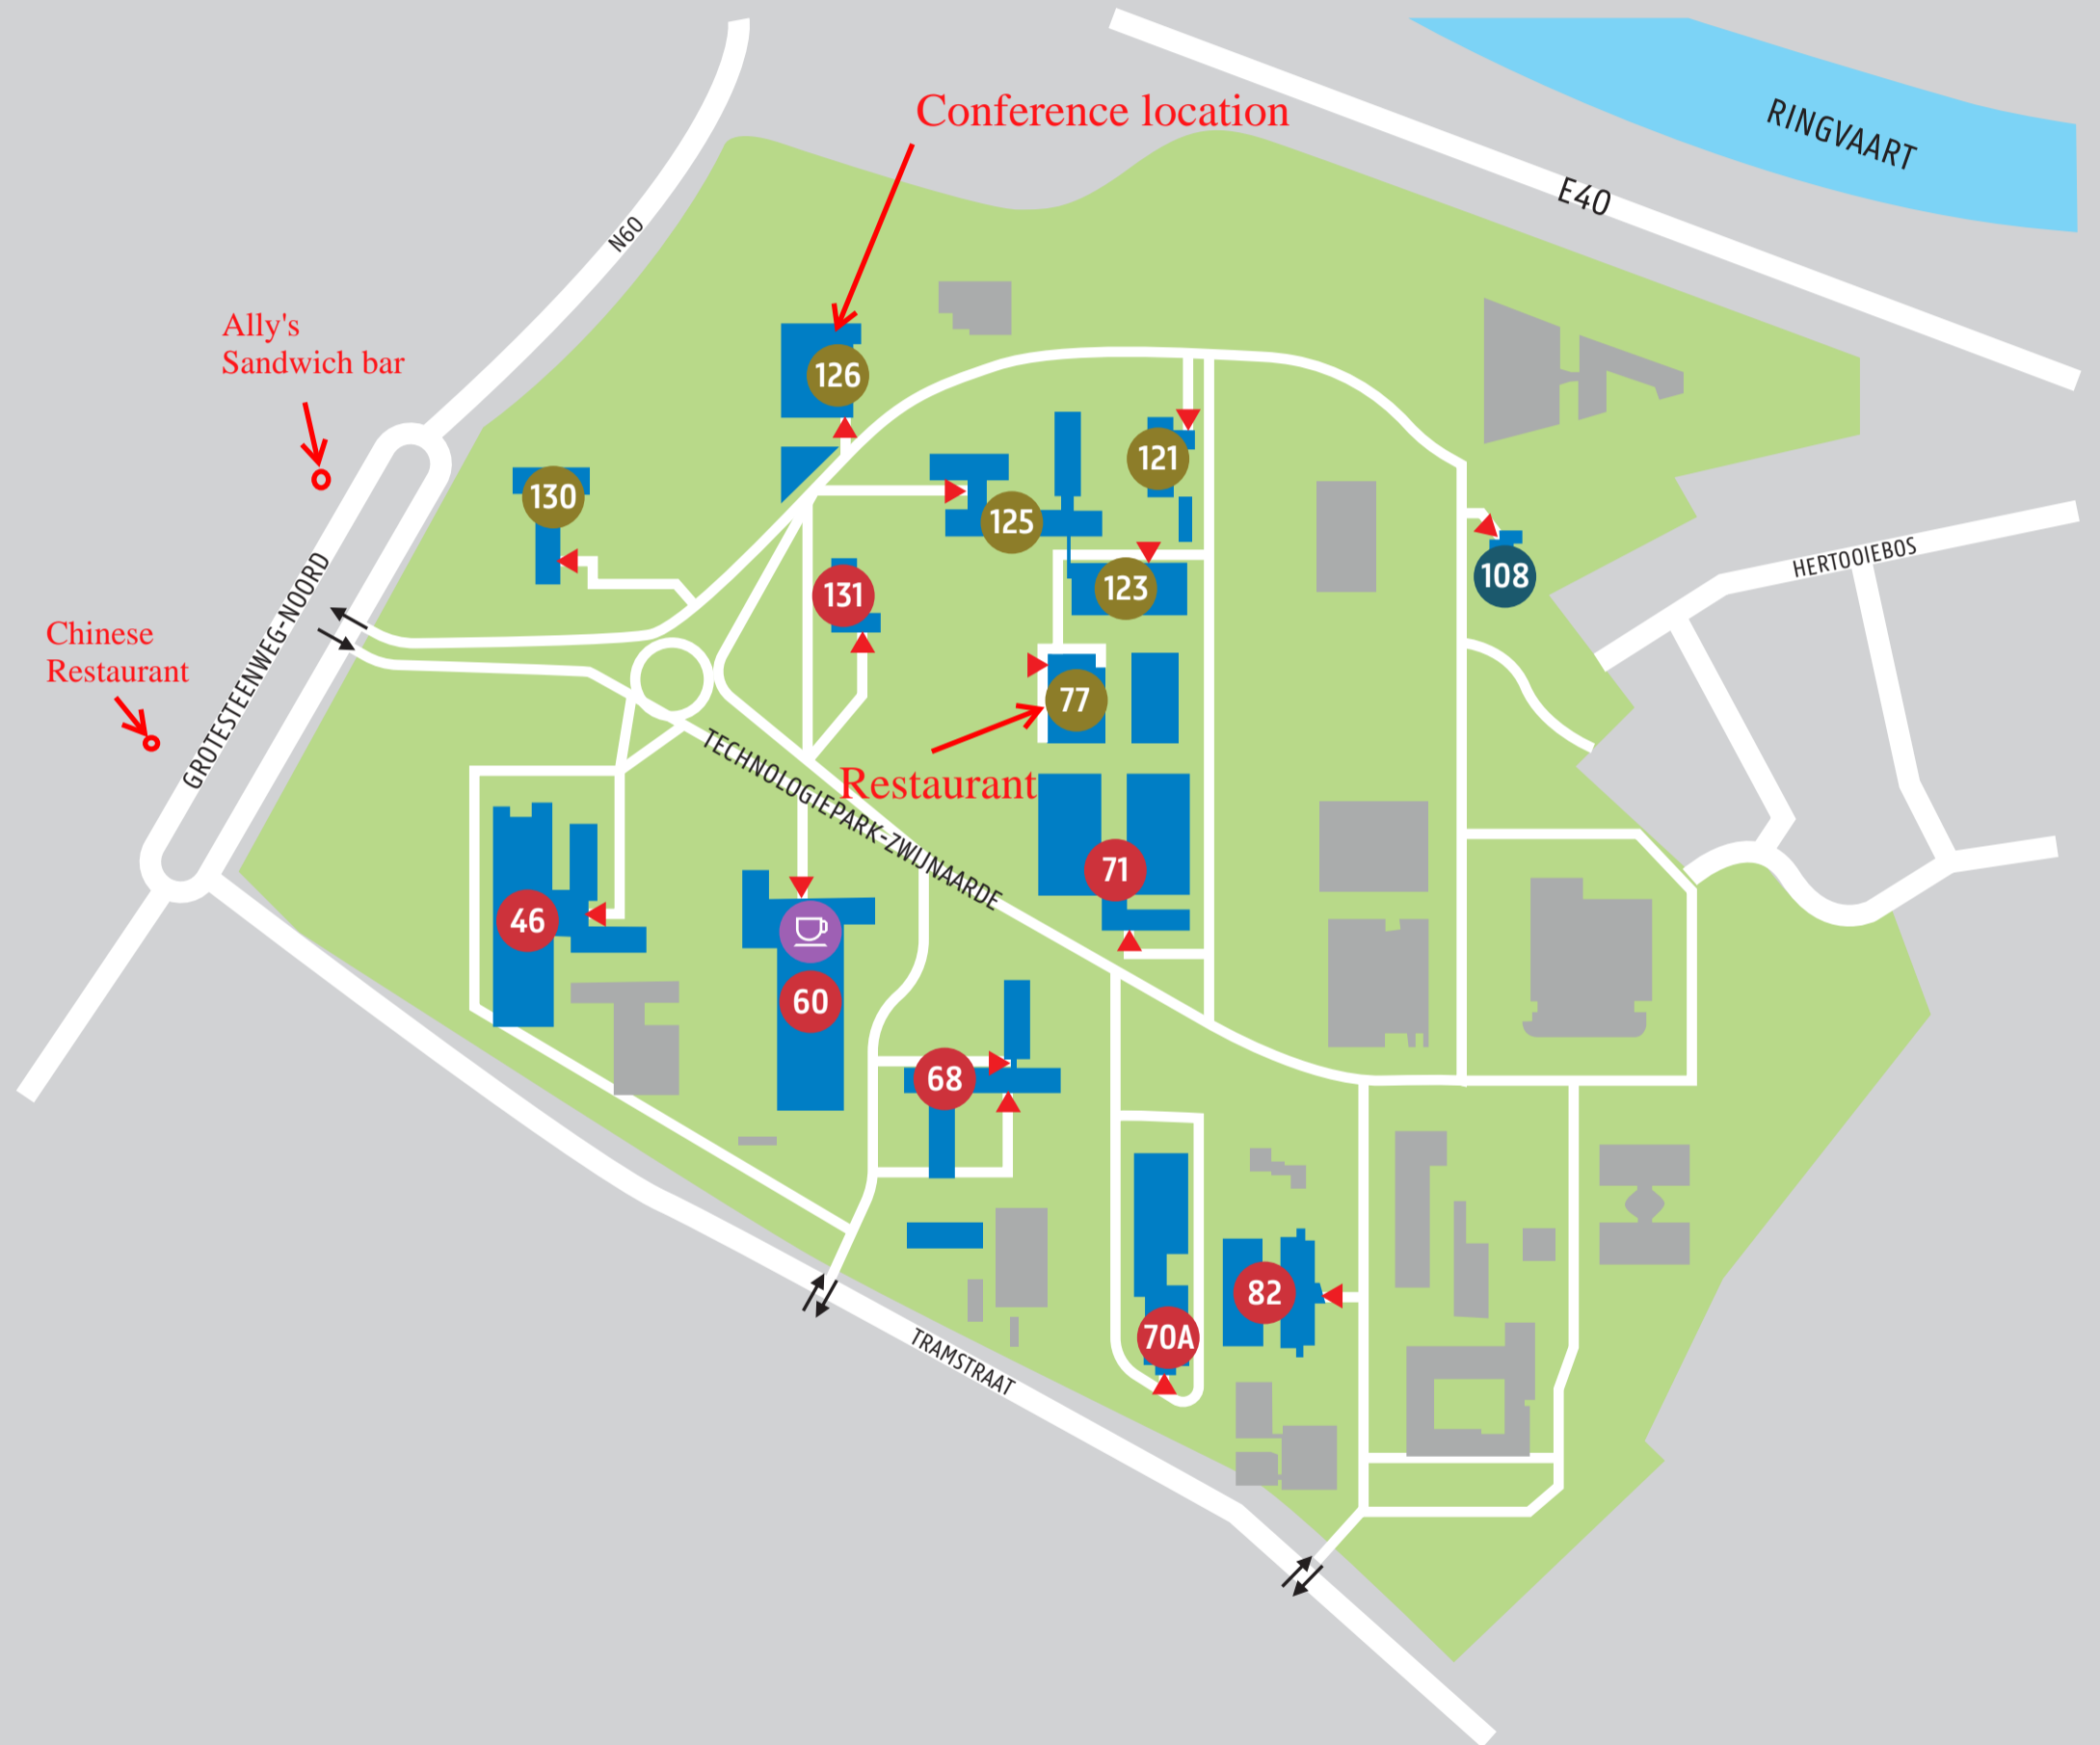 Conference location
RINGVAART
E40
N60
Ally's
Sandwich bar
126
121
130
125
HERTOOIEBOS
108
123
131
GROTESTEENWEG-NOORD
Chinese
Restaurant
77
TECHNOLOGIEPARK-ZWIJNAARDE
Restaurant
71
46
60
68
82
70A
TRAMSTRAAT